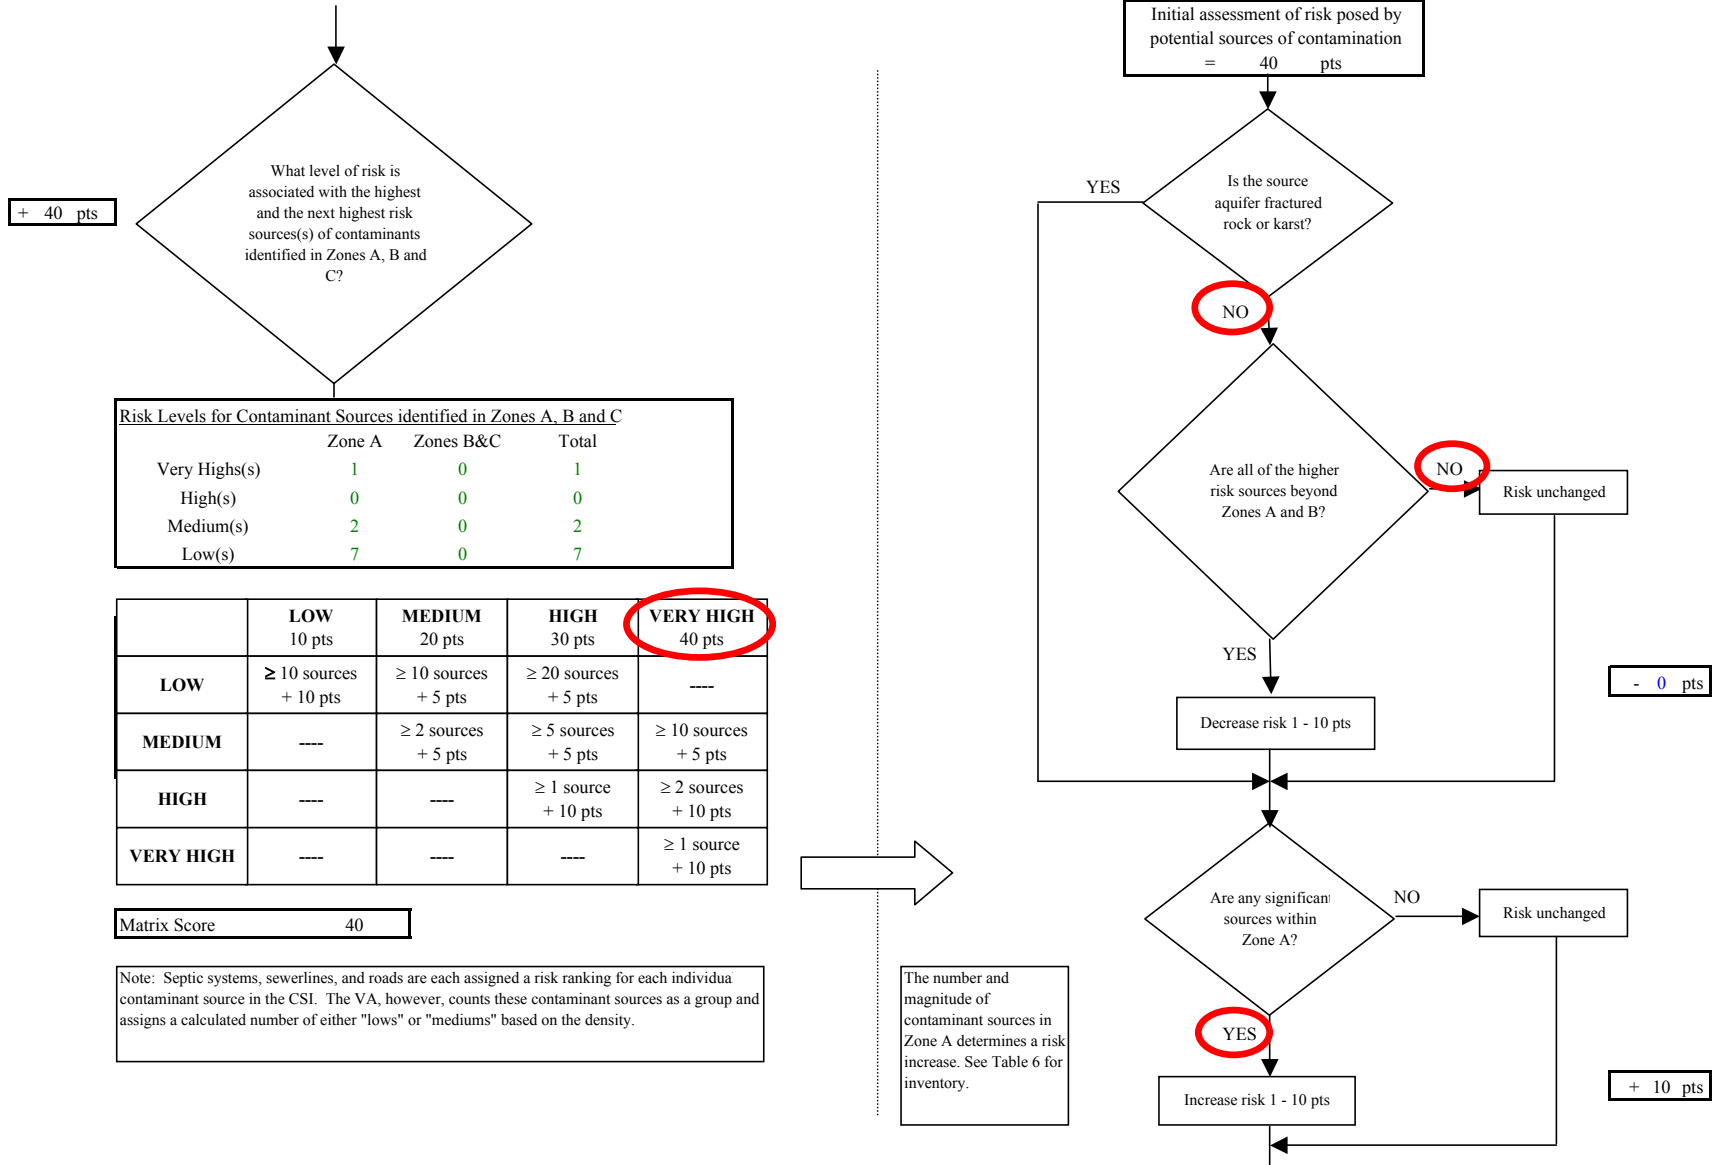 What level of risk is
associated with the highest
and the next highest risk
sources(s) of contaminants
identified in Zones A, B and
C?
+ 40 pts
Risk Levels for Contaminant Sources identified in Zones A, B and C
Zone A Zones B&C Total
Very Highs(s) 1 0 1
High(s) 0 0 0
Medium(s) 2 0 2
Low(s) 7 0 7
LOW MEDIUM HIGH VERY HIGH
10 pts 20 pts 30 pts 40 pts
LOW ≥ 10 sources ≥ 10 sources ≥ 20 sources ----
+ 10 pts + 5 pts + 5 pts
MEDIUM ---- ≥ 2 sources ≥ 5 sources ≥ 10 sources
+ 5 pts + 5 pts + 5 pts
HIGH ---- ---- ≥ 1 source ≥ 2 sources
+ 10 pts + 10 pts
VERY HIGH ---- ---- ---- ≥ 1 source
+ 10 pts
Matrix Score 40
Note: Septic systems, sewerlines, and roads are each assigned a risk ranking for each individua
contaminant source in the CSI. The VA, however, counts these contaminant sources as a group and
assigns a calculated number of either "lows" or "mediums" based on the density.
Initial assessment of risk posed by
potential sources of contamination
= 40 pts
Is the source
aquifer fractured
rock or karst?
YES
NO
Are all of the higher
risk sources beyond
Zones A and B?
NO
Risk unchanged
YES
Decrease risk 1 - 10 pts
- 0 pts
Are any significant
sources within
Zone A?
NO
Risk unchanged
The number and
magnitude of
contaminant sources in
Zone A determines a risk
increase. See Table 6 for
inventory.
YES
Increase risk 1 - 10 pts
+ 10 pts